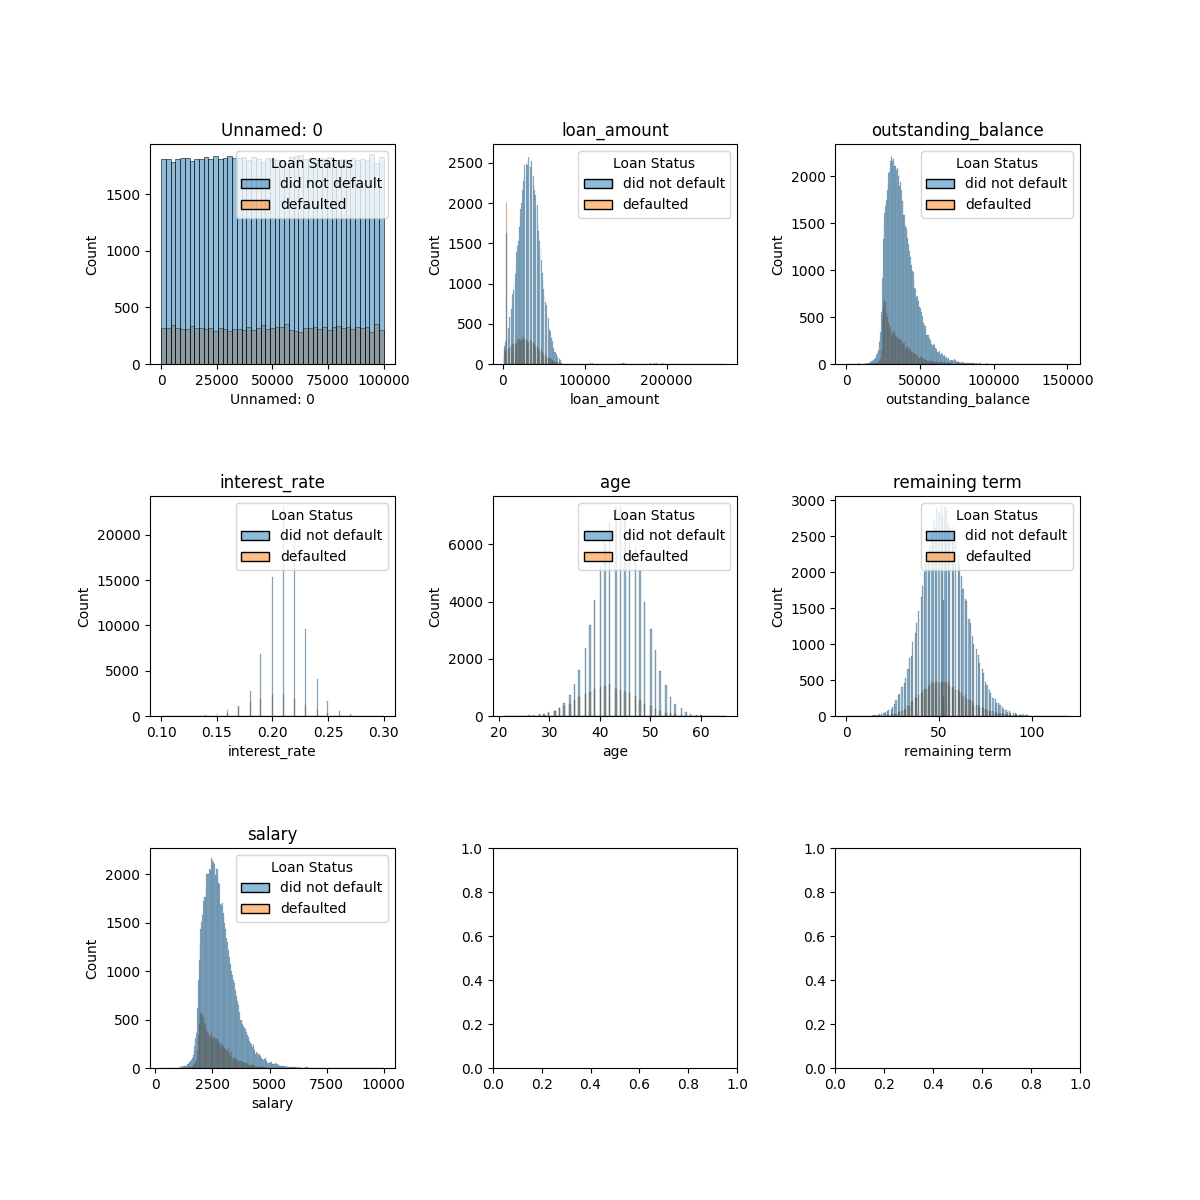 Unnamed: 0
Loan Status
did not default
defaulted
Count
1500
1000
500
0
0 25000 50000 75000 100000
Unnamed: 0
loan_amount
Loan Status
did not default
defaulted
Count
2500
2000
1500
1000
500
0
0 100000 200000
loan_amount
outstanding_balance
Loan Status
did not default
defaulted
Count
2000
1500
1000
500
0
0 50000 100000 150000
outstanding_balance
interest_rate
Loan Status
did not default
defaulted
Count
20000
15000
10000
5000
0
0.10 0.15 0.20 0.25 0.30
interest_rate
age
Loan Status
did not default
defaulted
Count
6000
4000
2000
0
20 30 40 50 60
age
remaining term
Loan Status
did not default
defaulted
Count
3000
2500
2000
1500
1000
500
0
0 50 100
remaining term
salary
Loan Status
did not default
defaulted
Count
2000
1500
1000
500
0
0 2500 5000 7500 10000
salary
1.0
0.8
0.6
0.4
0.2
0.0
0.0 0.2 0.4 0.6 0.8 1.0
1.0
0.8
0.6
0.4
0.2
0.0
0.0 0.2 0.4 0.6 0.8 1.0